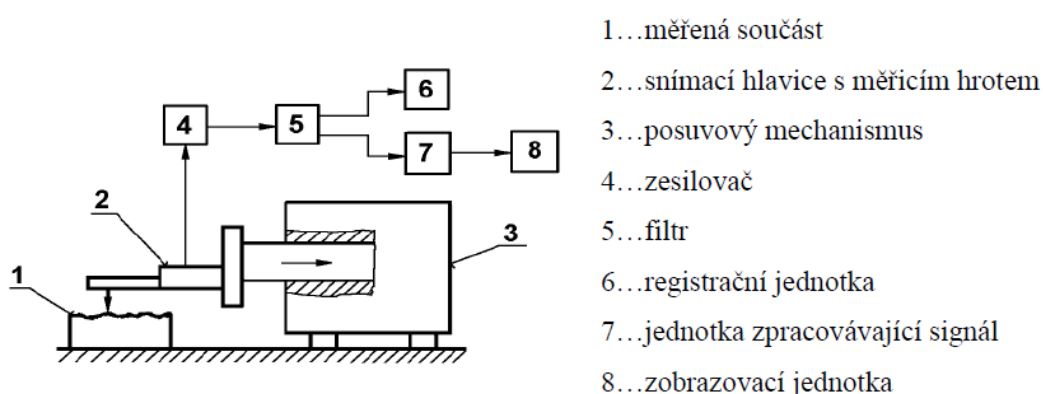 1…měřená součást
2…snímací hlavice s měřicím hrotem
3…posuvový mechanismus
4…zesilovač
5…filtr
6…registrační jednotka
7…jednotka zpracovávající signál
8…zobrazovací jednotka
6
4
5
7
8
2
3
1